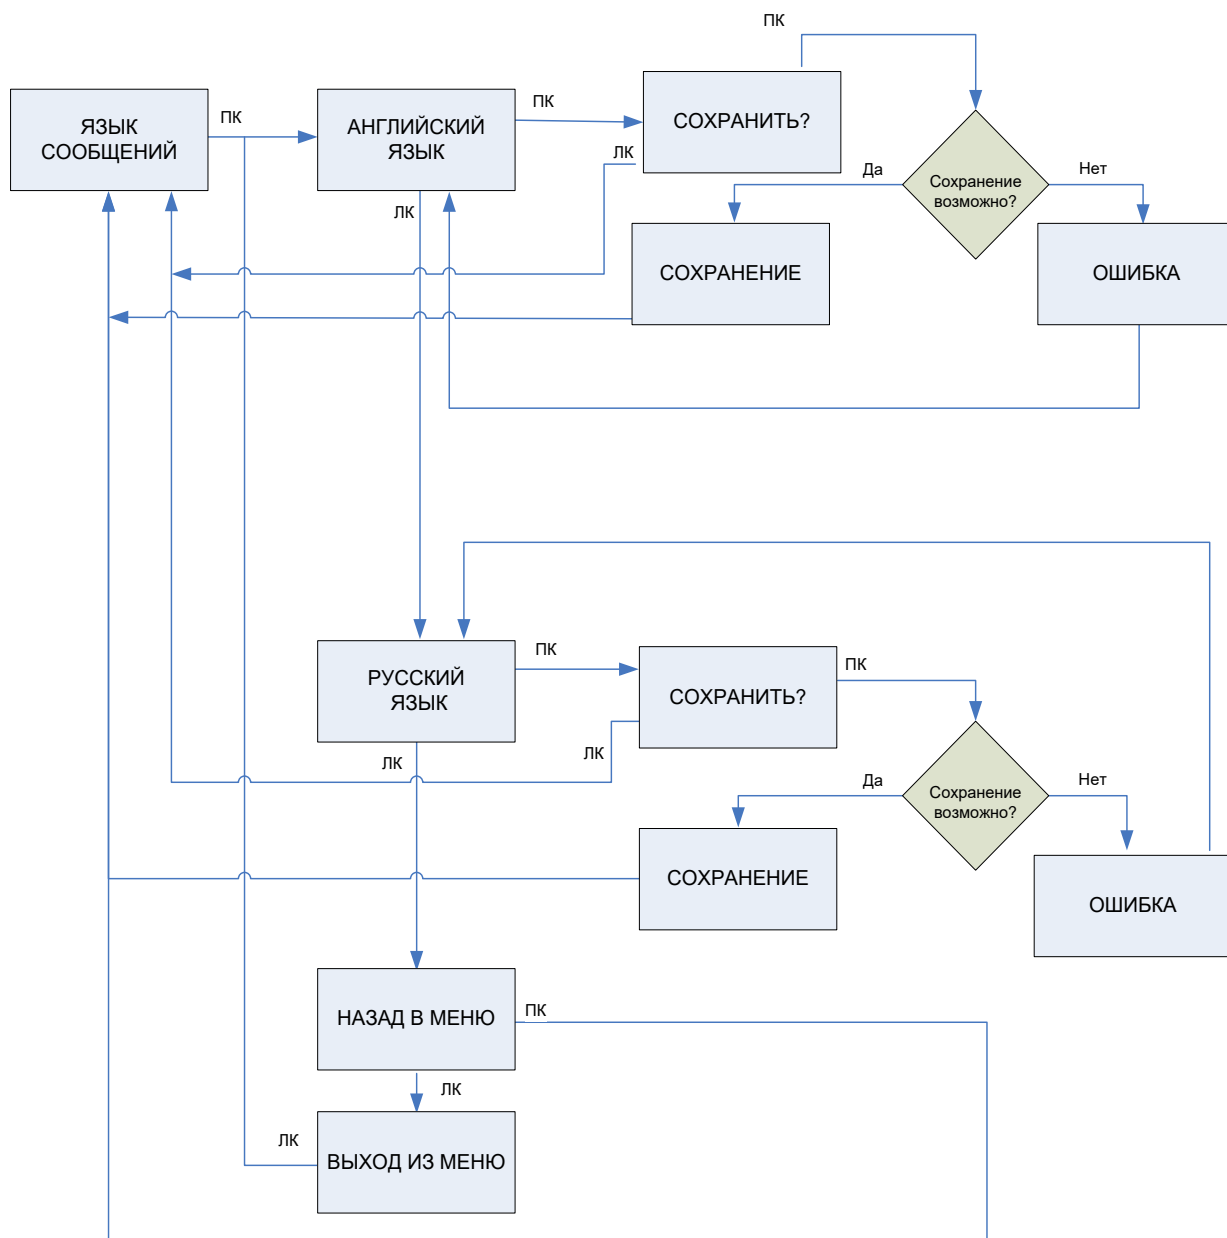 ПК
ЯЗЫК
СООБЩЕНИЙ
ПК
АНГЛИЙСКИЙ
ЯЗЫК
ПК
СОХРАНИТЬ?
ЛК
Да
Сохранение
возможно?
Нет
ЛК
СОХРАНЕНИЕ
ОШИБКА
РУССКИЙ
ЯЗЫК
ПК
СОХРАНИТЬ?
ПК
ЛК
ЛК
Да
Сохранение
возможно?
Нет
СОХРАНЕНИЕ
ОШИБКА
НАЗАД В МЕНЮ
ПК
ЛК
ЛК
ВЫХОД ИЗ МЕНЮ